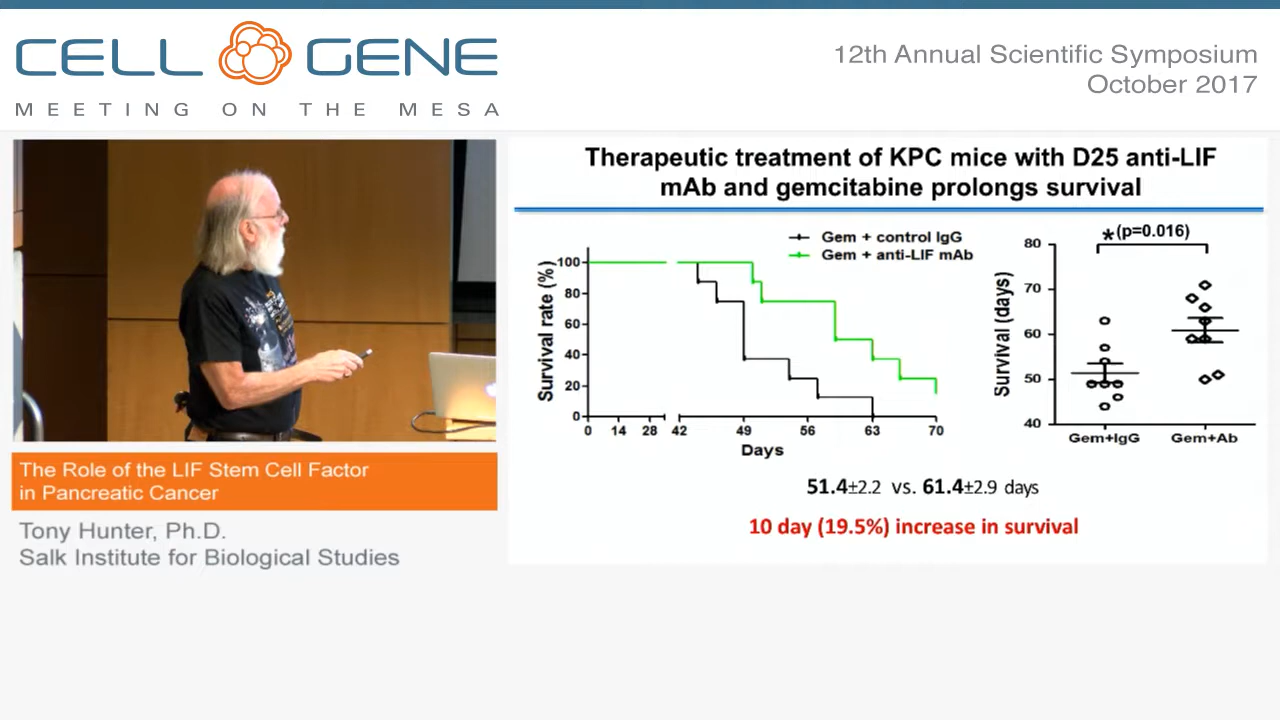 CELL GENE
MEETING ON THE MESA
12th Annual Scientific Symposium
October 2017
The Role of the LIF Stem Cell Factor
in Pancreatic Cancer
Tony Hunter, Ph.D.
Salk Institute for Biological Studies
Therapeutic treatment of KPC mice with D25 anti-LIF
mAb and gemcitabine prolongs survival
Gem + control IgG
Gem + anti-LIF mAb
Survival rate (%)
100
80
60
40
20
0
0 14 28 42 49 56 63 70
Days
*(p=0.016)
Survival (days)
80
70
60
50
40
Gem+IgG Gem+Ab
51.4±2.2 vs. 61.4±2.9 days
10 day (19.5%) increase in survival